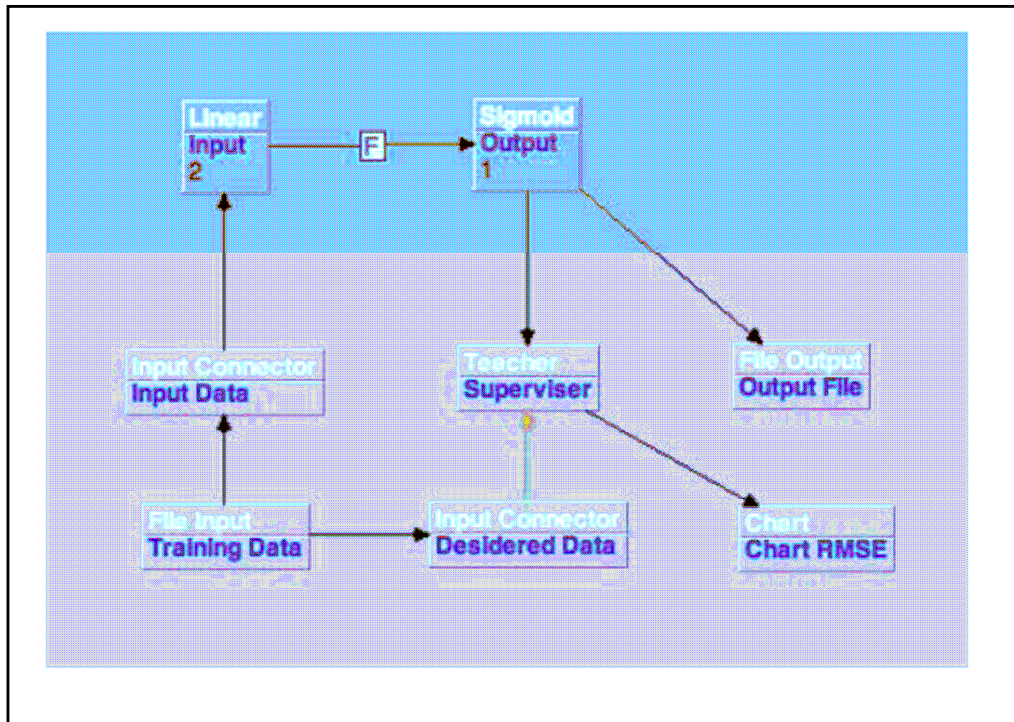 Linear
Input
2
F
Sigmoid
Output
1
Input Connector
Input Data
Teacher
Superviser
File Output
Output File
File Input
Training Data
Input Connector
Desidered Data
Chart
Chart RMSE